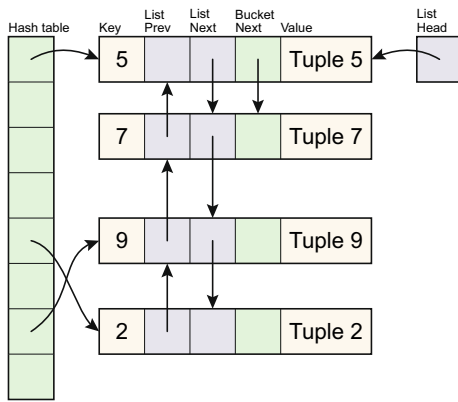 Hash table
Key
List Prev
List Next
Bucket Next
Value
List Head
5
Tuple 5
7
Tuple 7
9
Tuple 9
2
Tuple 2